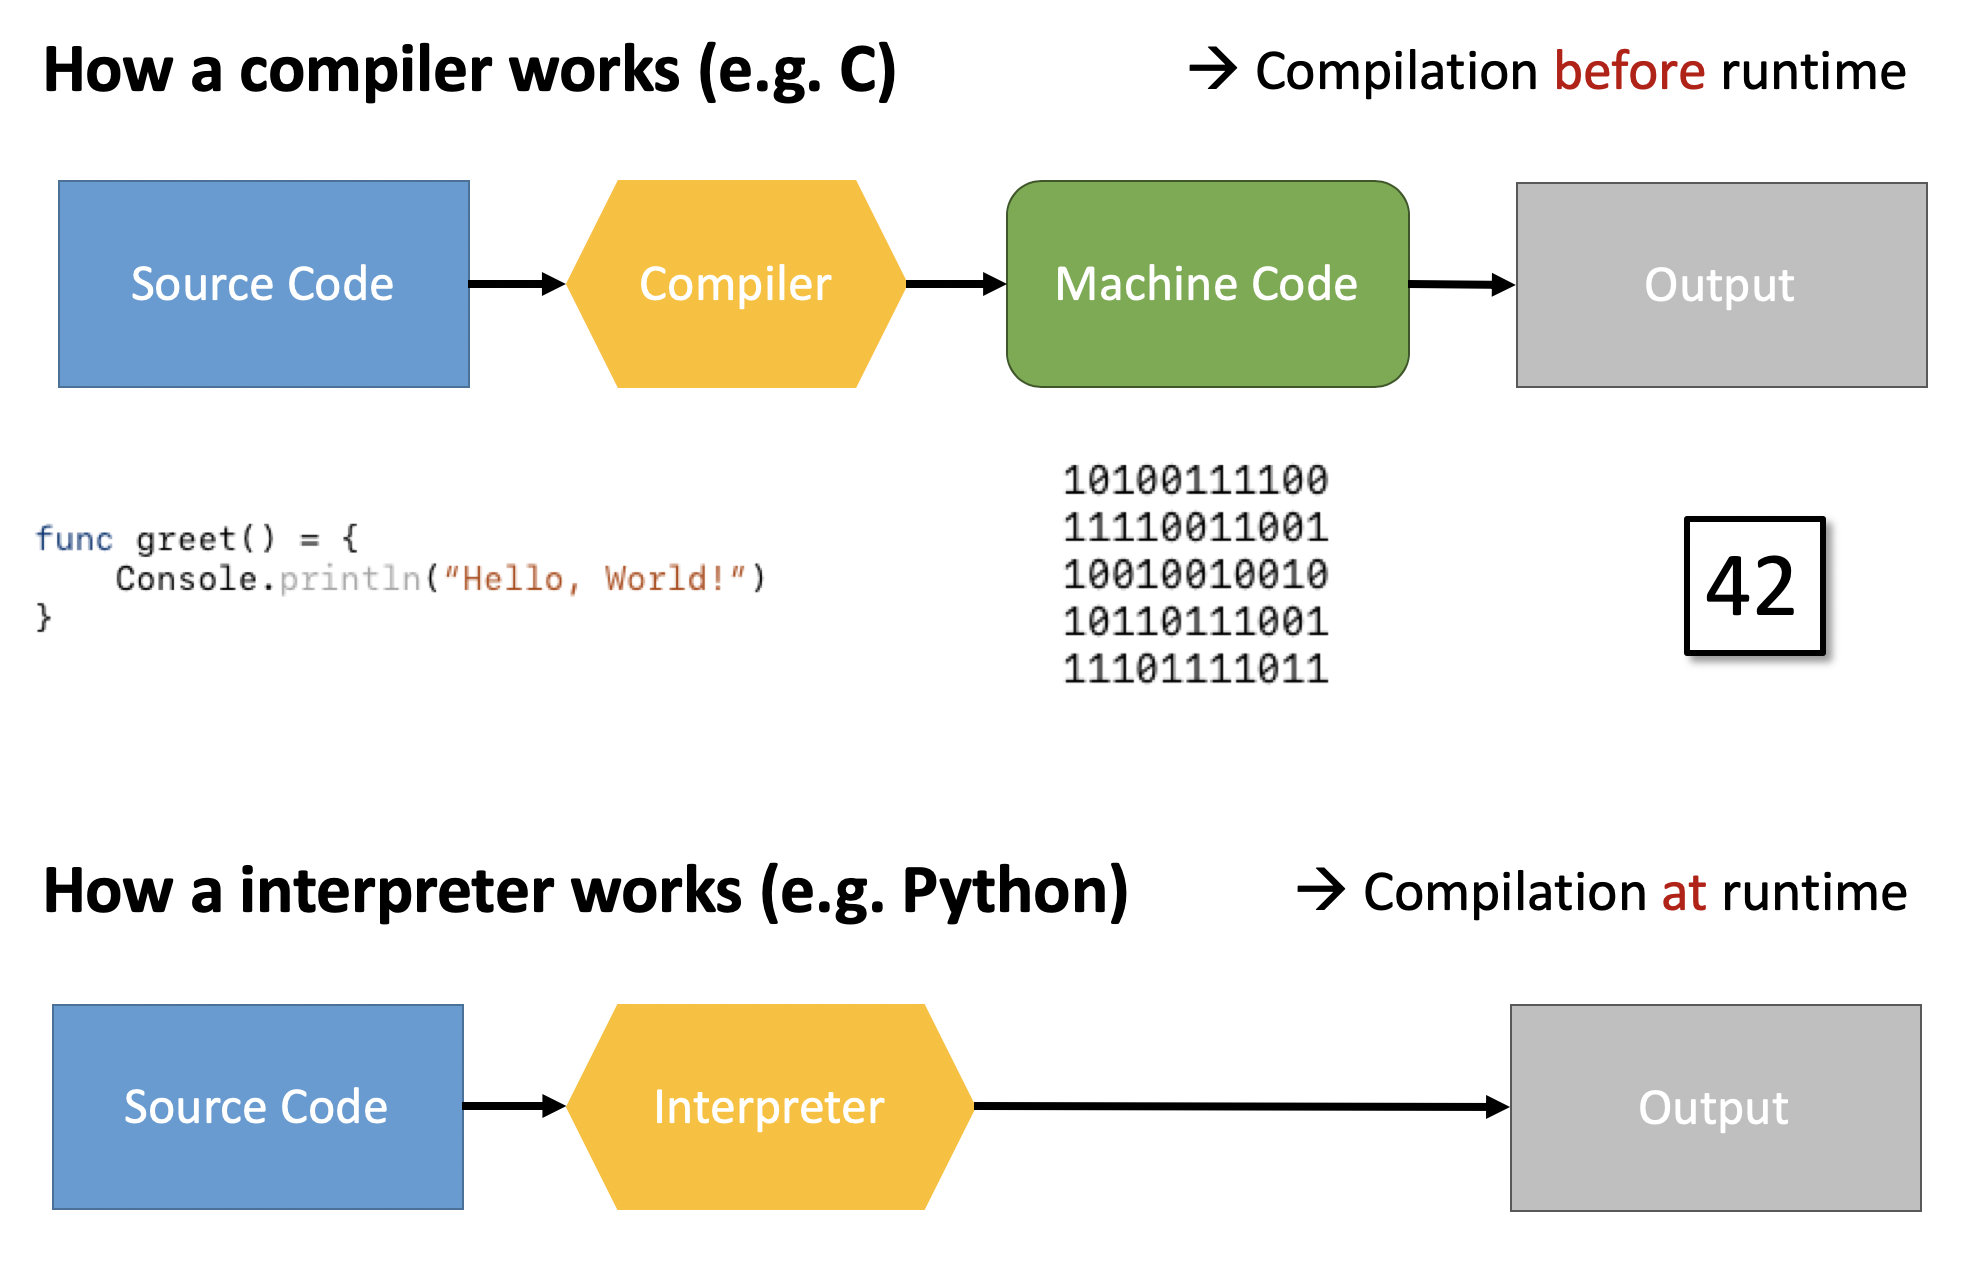 How a compiler works (e.g. C)
→ Compilation before runtime
Source Code
Compiler
Machine Code
Output
func greet() = {
    Console.println(“Hello, World!”)
}
10100111100
11110011001
10010010010
10110111001
11101111011
42
How a interpreter works (e.g. Python)
→ Compilation at runtime
Source Code
Interpreter
Output